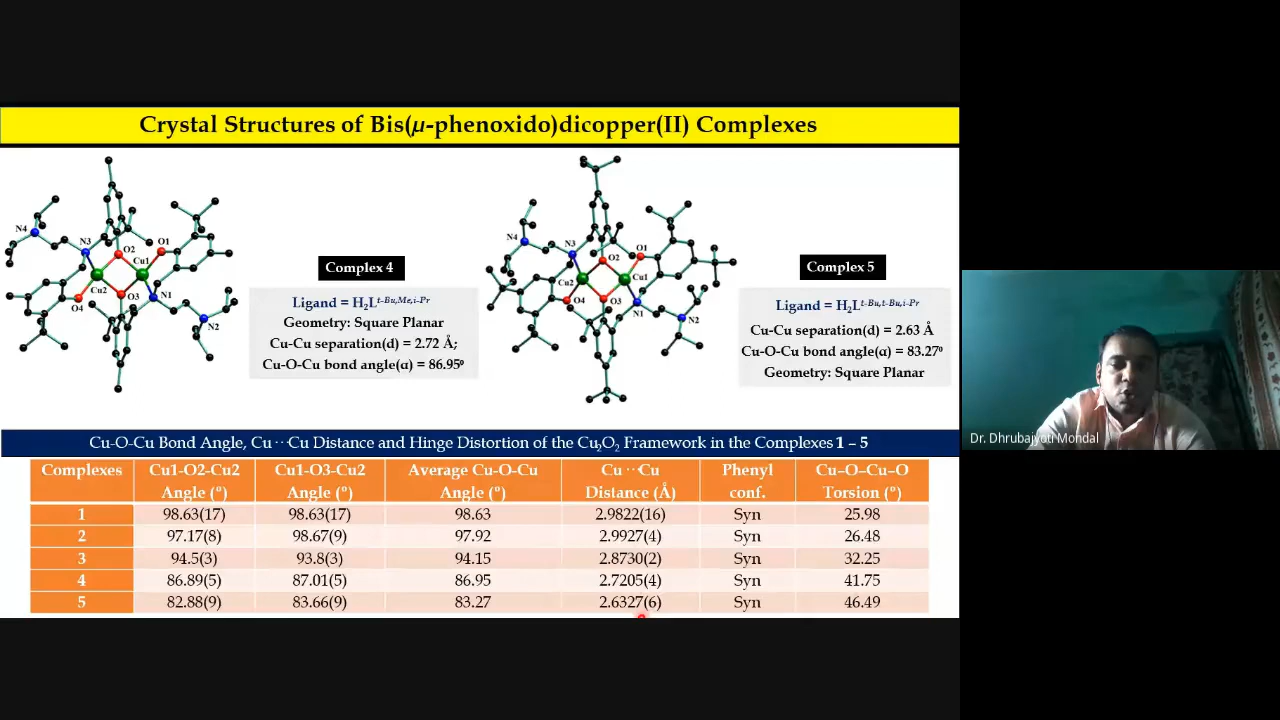 Crystal Structures of Bis(μ-phenoxido)dicopper(II) Complexes
N4
N3
O2
O1
Cu1
Cu2
O3
O4
N1
N2
Complex 4
Ligand = H₂Lᵗ⁻ᴮᵘ,ᴹᵉ,ⁱ⁻ᴾʳ
Geometry: Square Planar
Cu-Cu separation(d) = 2.72 Å;
Cu-O-Cu bond angle(α) = 86.95⁰
N4
N3
O2
O1
Cu2
Cu1
O4
O3
N1
N2
Complex 5
Ligand = H₂Lᵗ⁻ᴮᵘ,ᵗ⁻ᴮᵘ,ⁱ⁻ᴾʳ
Cu-Cu separation(d) = 2.63 Å
Cu-O-Cu bond angle(α) = 83.27⁰
Geometry: Square Planar
Cu-O-Cu Bond Angle, Cu···Cu Distance and Hinge Distortion of the Cu₂O₂ Framework in the Complexes 1 – 5
Complexes Cu1-O2-Cu2 Angle (°) Cu1-O3-Cu2 Angle (°) Average Cu-O-Cu Angle (°) Cu···Cu Distance (Å) Phenyl conf. Cu–O–Cu–O Torsion (°)
1 98.63(17) 98.63(17) 98.63 2.9822(16) Syn 25.98
2 97.17(8) 98.67(9) 97.92 2.9927(4) Syn 26.48
3 94.5(3) 93.8(3) 94.15 2.8730(2) Syn 32.25
4 86.89(5) 87.01(5) 86.95 2.7205(4) Syn 41.75
5 82.88(9) 83.66(9) 83.27 2.6327(6) Syn 46.49
Dr. Dhrubajyoti Mondal